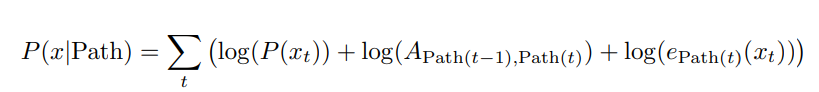 P(x|Path) = ∑_t (log(P(x_t)) + log(A_{Path(t−1),Path(t)}) + log(e_{Path(t)}(x_t)))